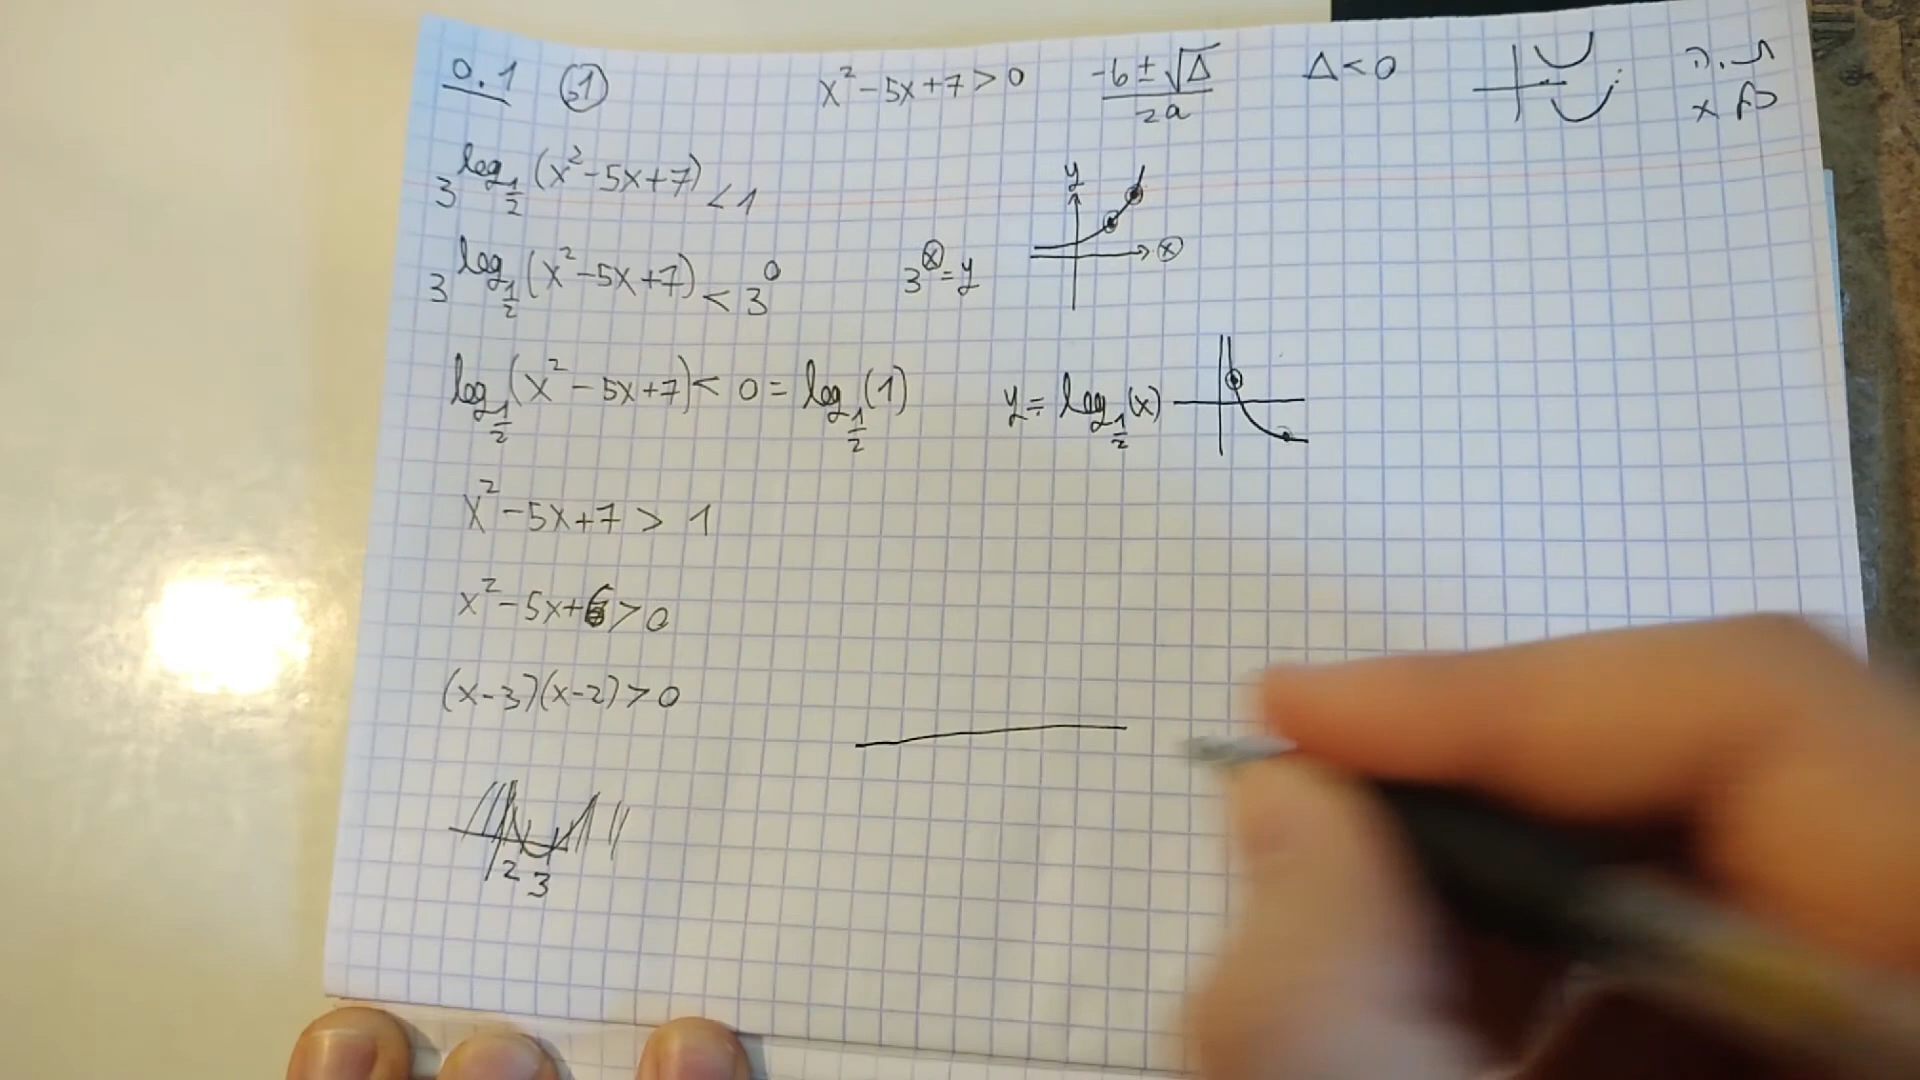 0.1 (51) x² - 5x + 7 > 0 (-b ± √Δ)/2a Δ < 0 ת.ה
כל x
3^(log_(1/2)(x² - 5x + 7)) < 1 y
3^(log_(1/2)(x² - 5x + 7)) < 3^0 3^x = y x
log_(1/2)(x² - 5x + 7) < 0 = log_(1/2)(1) y = log_(1/2)(x)
x² - 5x + 7 > 1
x² - 5x + 6 > 0
(x - 3)(x - 2) > 0
2 3